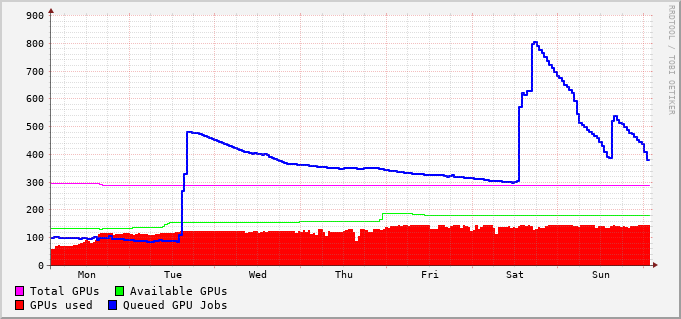 900
800
700
600
500
400
300
200
100
0
Mon Tue Wed Thu Fri Sat Sun
Total GPUs Available GPUs
GPUs used Queued GPU Jobs
RRDTOOL / TOBI OETIKER